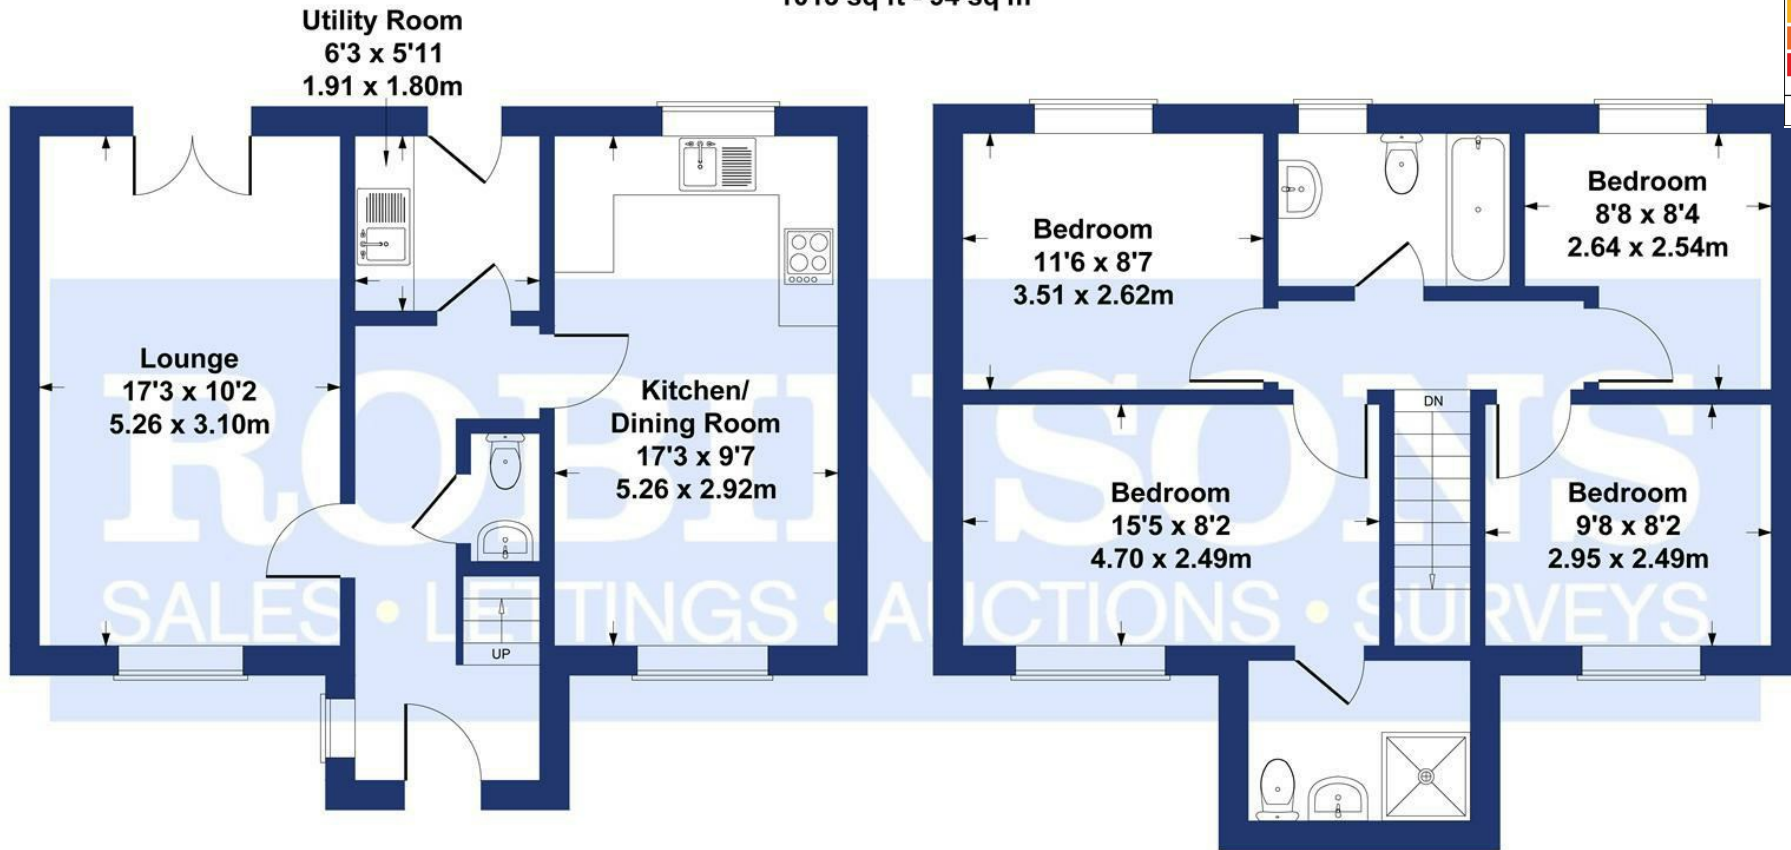 Utility Room
6'3 x 5'11
1.91 x 1.80m
Lounge
17'3 x 10'2
5.26 x 3.10m
Kitchen/
Dining Room
17'3 x 9'7
5.26 x 2.92m
UP
Bedroom
11'6 x 8'7
3.51 x 2.62m
Bedroom
8'8 x 8'4
2.64 x 2.54m
DN
Bedroom
15'5 x 8'2
4.70 x 2.49m
Bedroom
9'8 x 8'2
2.95 x 2.49m
ROBINSONS
SALES • LETTINGS • AUCTIONS • SURVEYS